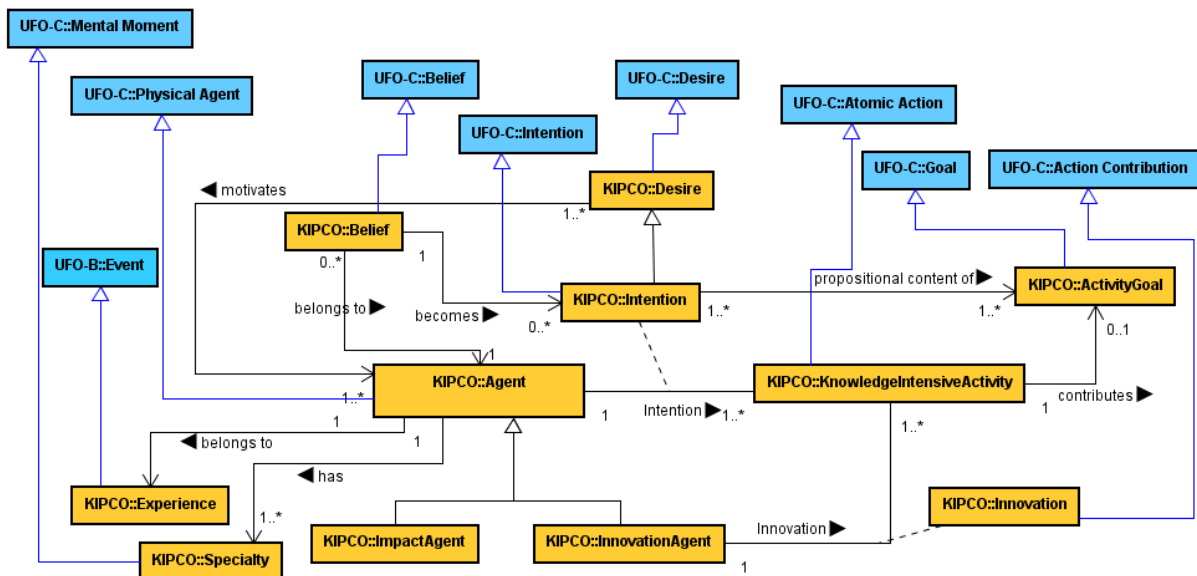 UFO-C::Mental Moment
UFO-C::Physical Agent
UFO-C::Belief
UFO-C::Desire
UFO-C::Atomic Action
UFO-C::Intention
UFO-C::Goal
UFO-C::Action Contribution
motivates
KIPCO::Desire
1..*
KIPCO::Belief
0..*
1
UFO-B::Event
belongs to
becomes
0..*
KIPCO::Intention
1..*
propositional content of
1..*
KIPCO::ActivityGoal
0..1
1
KIPCO::Agent
1..*
1
Intention
1..*
KIPCO::KnowledgeIntensiveActivity
1
contributes
1..*
1
belongs to
1
has
KIPCO::Experience
1..*
KIPCO::Specialty
KIPCO::ImpactAgent
KIPCO::InnovationAgent
Innovation
1
KIPCO::Innovation